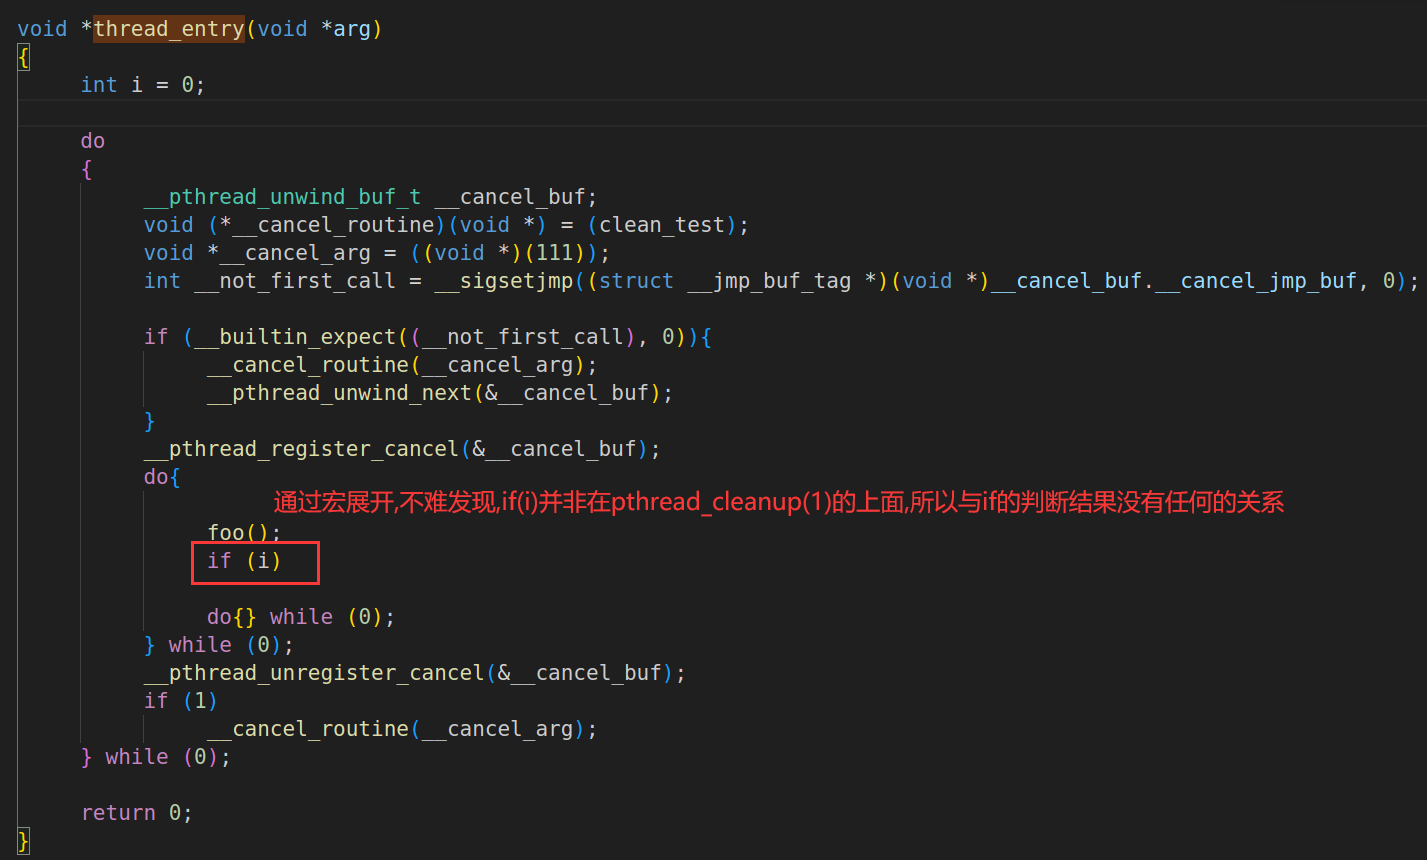 void *thread_entry(void *arg)
{
int i = 0;
do
{
__pthread_unwind_buf_t __cancel_buf;
void (*__cancel_routine)(void *) = (clean_test);
void *__cancel_arg = ((void *)(111));
int __not_first_call = __sigsetjmp((struct __jmp_buf_tag *)(void *)__cancel_buf.__cancel_jmp_buf, 0);
if (__builtin_expect((__not_first_call), 0)){
__cancel_routine(__cancel_arg);
__pthread_unwind_next(&__cancel_buf);
}
__pthread_register_cancel(&__cancel_buf);
do{
通过宏展开,不难发现,if(i)并非在pthread_cleanup(1)的上面,所以与if的判断结果没有任何的关系
foo();
if (i)
do{} while (0);
} while (0);
__pthread_unregister_cancel(&__cancel_buf);
if (1)
__cancel_routine(__cancel_arg);
} while (0);
return 0;
}